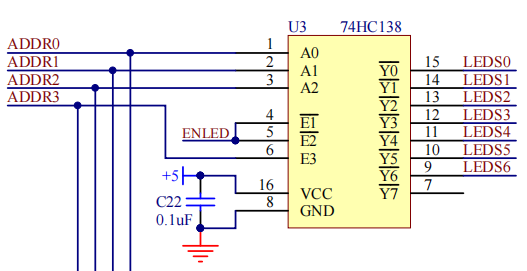 U3 74HC138
ADDR0 1 A0
ADDR1 2 A1 Y0 15 LEDS0
ADDR2 3 A2 Y1 14 LEDS1
ADDR3 Y2 13 LEDS2
4 E1 Y3 12 LEDS3
ENLED 5 E2 Y4 11 LEDS4
6 E3 Y5 10 LEDS5
+5 Y6 9 LEDS6
16 VCC Y7 7
C22 8 GND
0.1uF